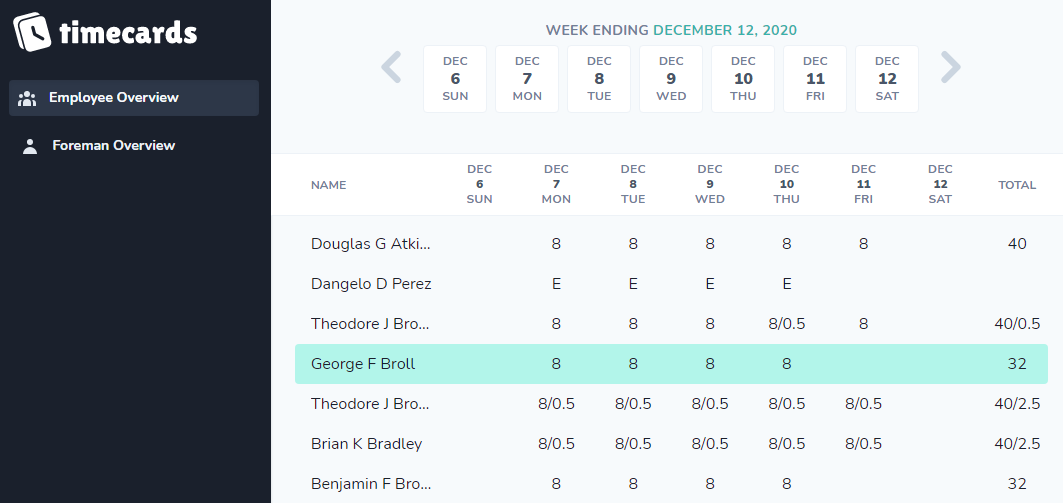 timecards
Employee Overview
Foreman Overview
WEEK ENDING DECEMBER 12, 2020
DEC DEC DEC DEC DEC DEC DEC
6 7 8 9 10 11 12
SUN MON TUE WED THU FRI SAT
DEC DEC DEC DEC DEC DEC DEC
NAME 6 7 8 9 10 11 12 TOTAL
SUN MON TUE WED THU FRI SAT
Douglas G Atki... 8 8 8 8 8 40
Dangelo D Perez E E E E
Theodore J Bro... 8 8 8 8/0.5 8 40/0.5
George F Broll 8 8 8 8 32
Theodore J Bro... 8/0.5 8/0.5 8/0.5 8/0.5 8/0.5 40/2.5
Brian K Bradley 8/0.5 8/0.5 8/0.5 8/0.5 8/0.5 40/2.5
Benjamin F Bro... 8 8 8 8 32